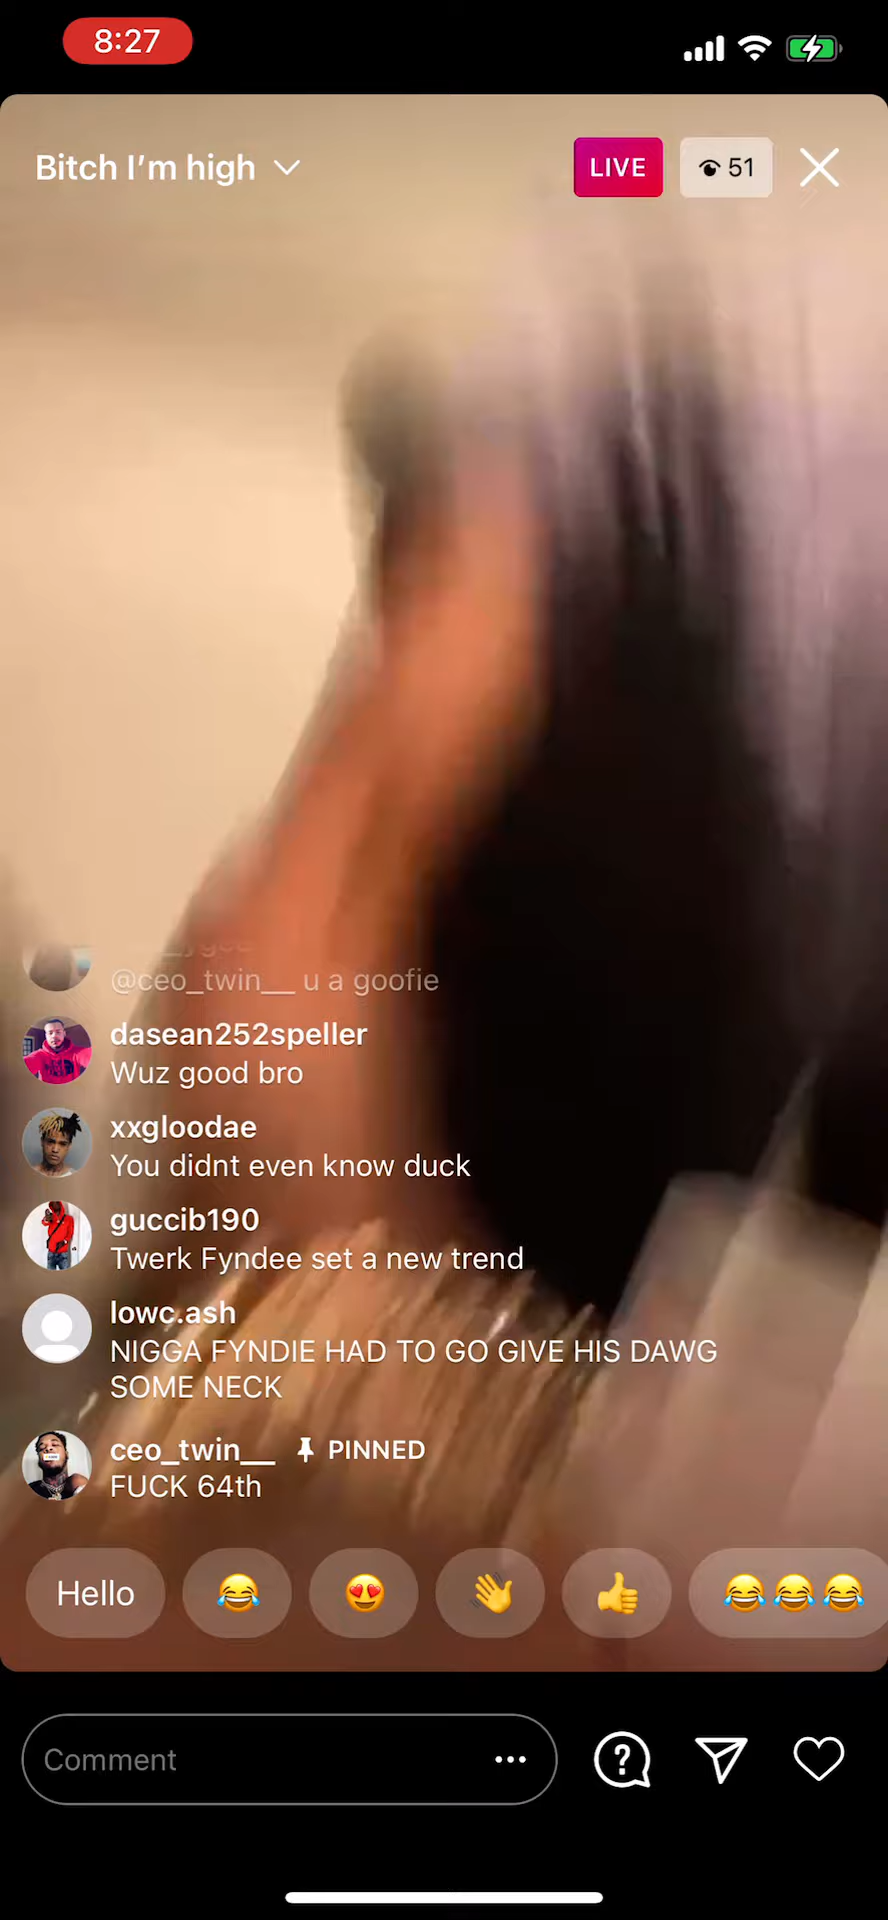 8:27
Bitch I’m high
LIVE
51
@ceo_twin__ u a goofie
dasean252speller
Wuz good bro
xxgloodae
You didnt even know duck
guccib190
Twerk Fyndee set a new trend
lowc.ash
NIGGA FYNDIE HAD TO GO GIVE HIS DAWG
SOME NECK
ceo_twin__ PINNED
FUCK 64th
Hello
Comment